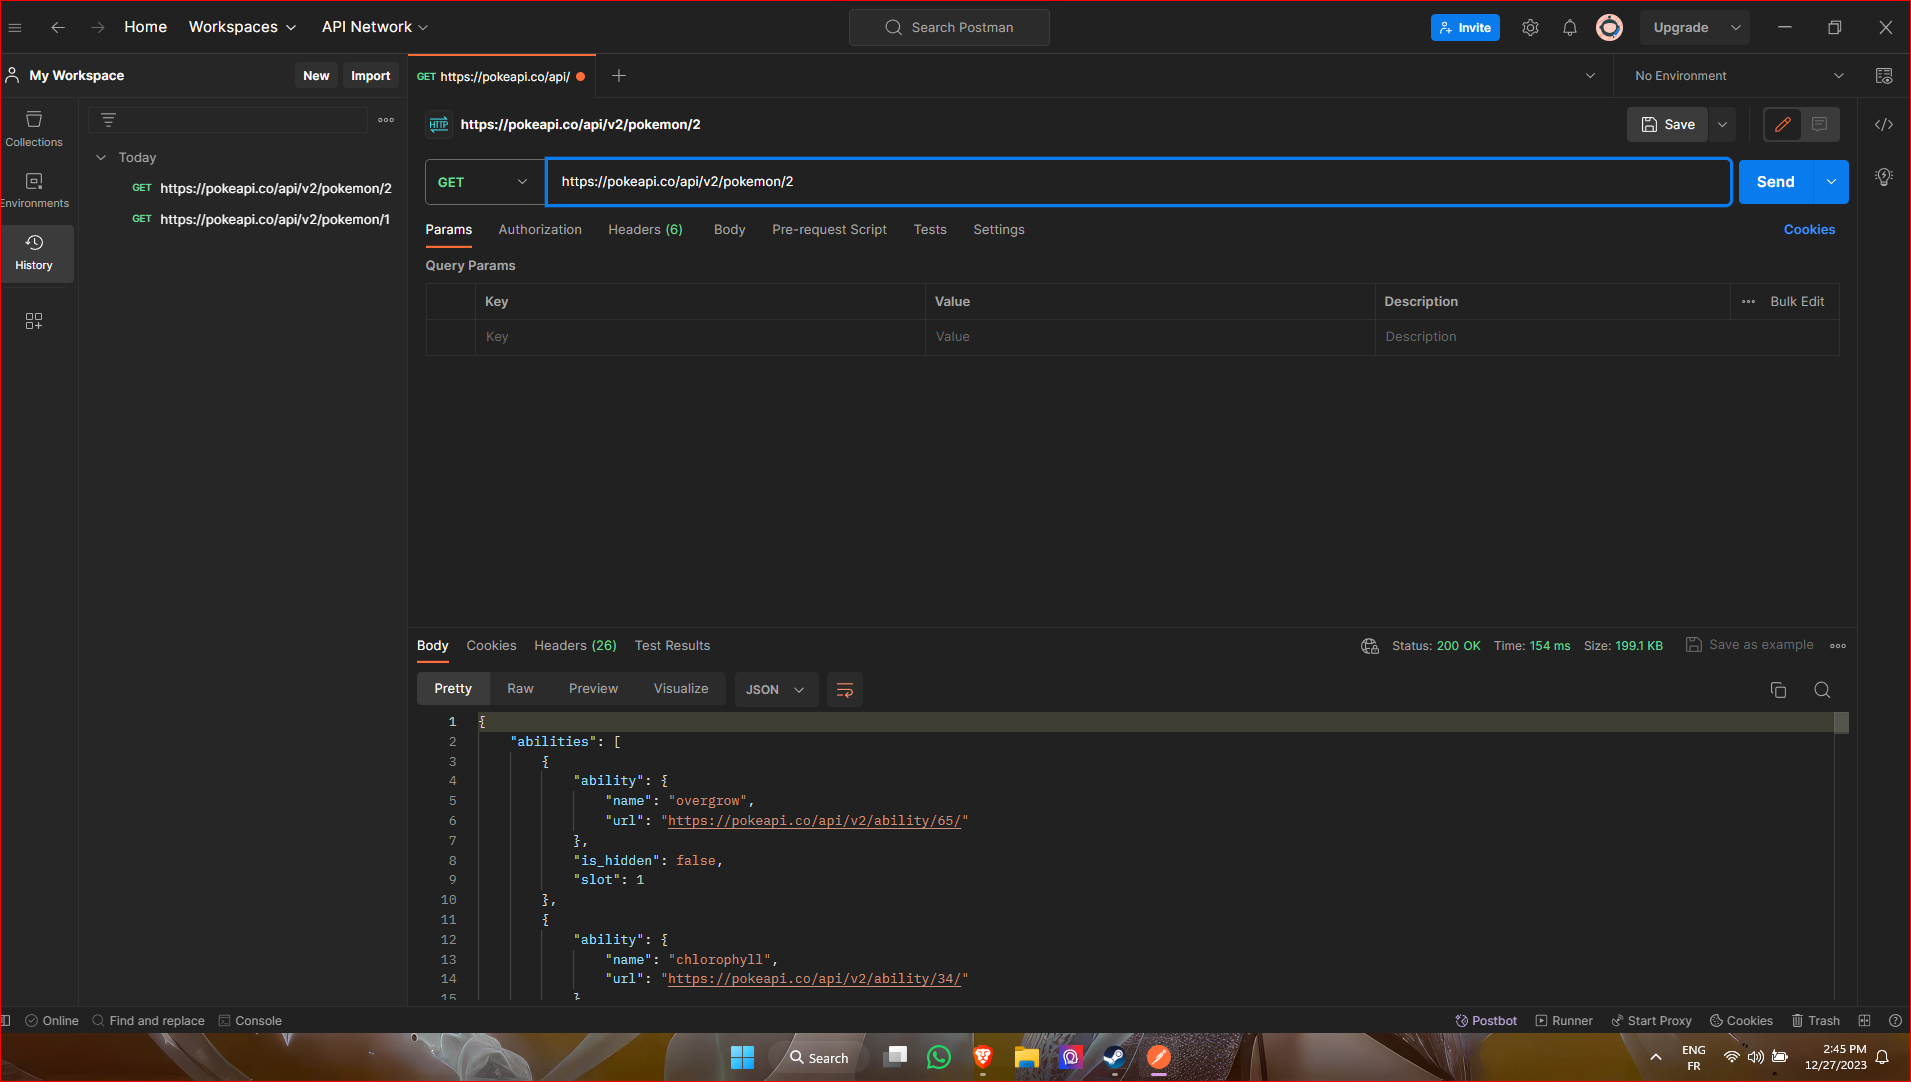 Home Workspaces API Network Search Postman Invite Upgrade
My Workspace New Import GET https://pokeapi.co/api/ No Environment
HTTP https://pokeapi.co/api/v2/pokemon/2 Save
Collections
Today
GET https://pokeapi.co/api/v2/pokemon/2
GET https://pokeapi.co/api/v2/pokemon/1
Environments
History
GET https://pokeapi.co/api/v2/pokemon/2 Send
Params Authorization Headers (6) Body Pre-request Script Tests Settings Cookies
Query Params
Key Value Description Bulk Edit
Key Value Description
Body Cookies Headers (26) Test Results Status: 200 OK Time: 154 ms Size: 199.1 KB Save as example
Pretty Raw Preview Visualize JSON
1 {
2 "abilities": [
3 {
4 "ability": {
5 "name": "overgrow",
6 "url": "https://pokeapi.co/api/v2/ability/65/"
7 },
8 "is_hidden": false,
9 "slot": 1
10 },
11 {
12 "ability": {
13 "name": "chlorophyll",
14 "url": "https://pokeapi.co/api/v2/ability/34/"
15 }
Online Find and replace Console Postbot Runner Start Proxy Cookies Trash
Search
ENG
FR
2:45 PM
12/27/2023